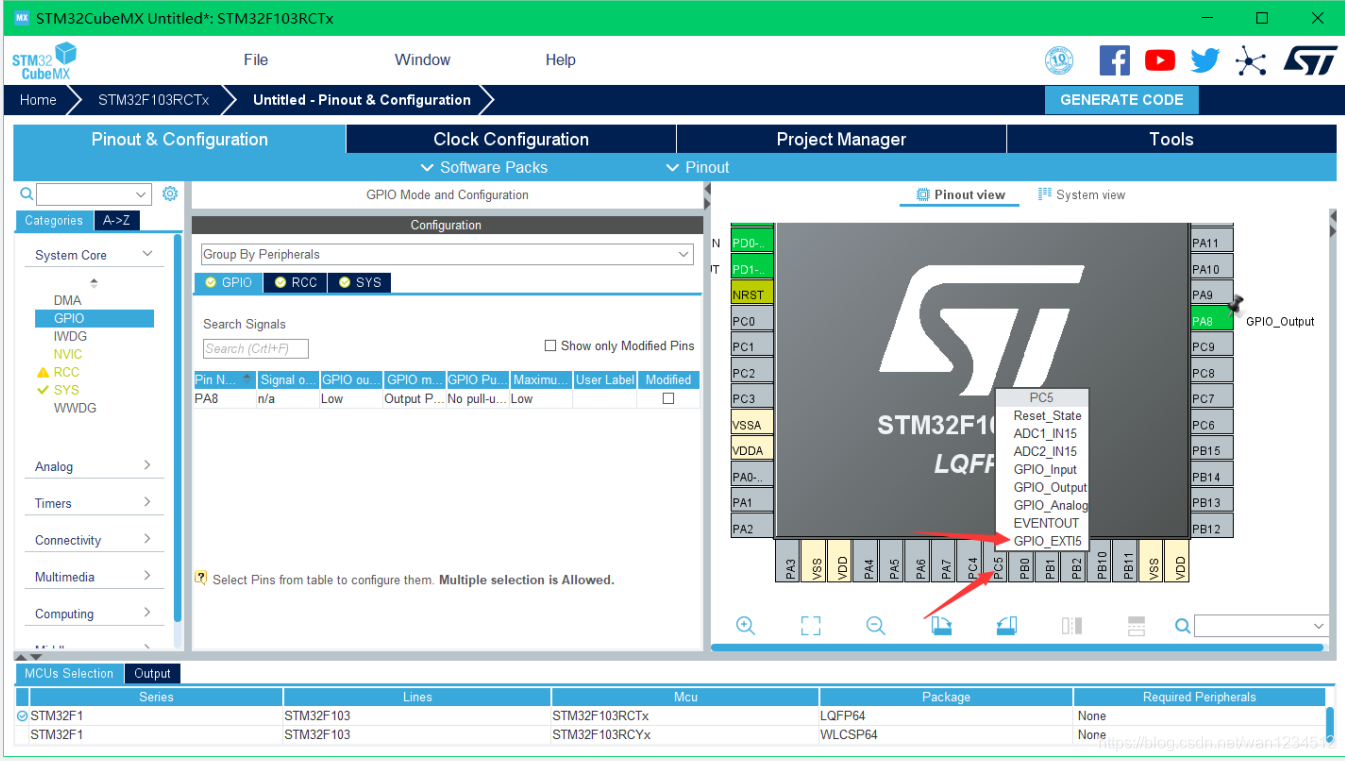 MX STM32CubeMX Untitled*: STM32F103RCTx
STM32
CubeMX
File Window Help
10
Home STM32F103RCTx Untitled - Pinout & Configuration GENERATE CODE
Pinout & Configuration Clock Configuration Project Manager Tools
Software Packs Pinout
GPIO Mode and Configuration
Pinout view System view
Categories A->Z
Configuration
System Core
DMA
GPIO
IWDG
NVIC
RCC
SYS
WWDG
Analog
Timers
Connectivity
Multimedia
Computing
Group By Peripherals
GPIO RCC SYS
Search Signals
Search (Crtl+F)
Show only Modified Pins
Pin N... Signal o... GPIO ou... GPIO m... GPIO Pu... Maximu... User Label Modified
PA8 n/a Low Output P... No pull-u... Low
Select Pins from table to configure them. Multiple selection is Allowed.
N
PD0-..
T
PD1-..
NRST
PC0
PC1
PC2
PC3
VSSA
VDDA
PA0-..
PA1
PA2
STM32F10
LQFP
PC5
Reset_State
ADC1_IN15
ADC2_IN15
GPIO_Input
GPIO_Output
GPIO_Analog
EVENTOUT
GPIO_EXTI5
PA11
PA10
PA9
PA8 GPIO_Output
PC9
PC8
PC7
PC6
PB15
PB14
PB13
PB12
PA3 VSS VDD PA4 PA5 PA6 PA7 PC4 PC5 PB0 PB1 PB2 PB10 PB11 VSS VDD
MCUs Selection Output
Series Lines Mcu Package Required Peripherals
STM32F1 STM32F103 STM32F103RCTx LQFP64 None
STM32F1 STM32F103 STM32F103RCYx WLCSP64 None